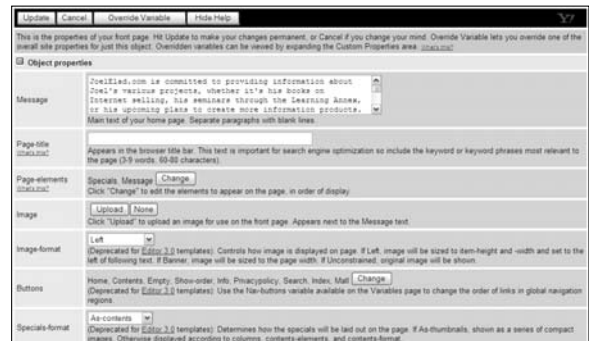 Update Cancel Override Variable Hide Help Y!
This is the properties of your front page. Hit Update to make your changes permanent, or Cancel if you change your mind. Override Variable lets you override one of the
overall site properties for just this object. Overridden variables can be viewed by expanding the Custom Properties area. (What's this?)
Object properties
Message
JoelElad.com is committed to providing information about
Joel's various projects, whether it's his books on
Internet selling, his seminars through the Learning Annex,
or his upcoming plans to create more information products.
Main text of your home page. Separate paragraphs with blank lines.
Page-title
What's this?
Appears in the browser title bar. This text is important for search engine optimization so include the keyword or keyword phrases most relevant to
the page (3-9 words, 60-80 characters).
Page-elements
What's this?
Specials, Message Change
Click "Change" to edit the elements to appear on the page, in order of display.
Image
Upload None
Click "Upload" to upload an image for use on the front page. Appears next to the Message text.
Image-format
Left
(Deprecated for Editor 3.0 templates). Controls how image is displayed on page. If Left, image will be sized to item-height and -width and set to the
left of following text. If Banner, image will be sized to the page width. If Unconstrained, original image will be shown.
Buttons
Home, Contents, Empty, Show-order, Info, Privacypolicy, Search, Index, Mall Change
(Deprecated for Editor 3.0 templates). Use the Nav-buttons variable available on the Variables page to change the order of links in global navigation
regions.
Specials-format
As-contents
(Deprecated for Editor 3.0 templates). Determines how the specials will be laid out on the page. If As-thumbnails, shown as a series of compact
images. Otherwise displayed according to columns, contents-elements, and contents-format.